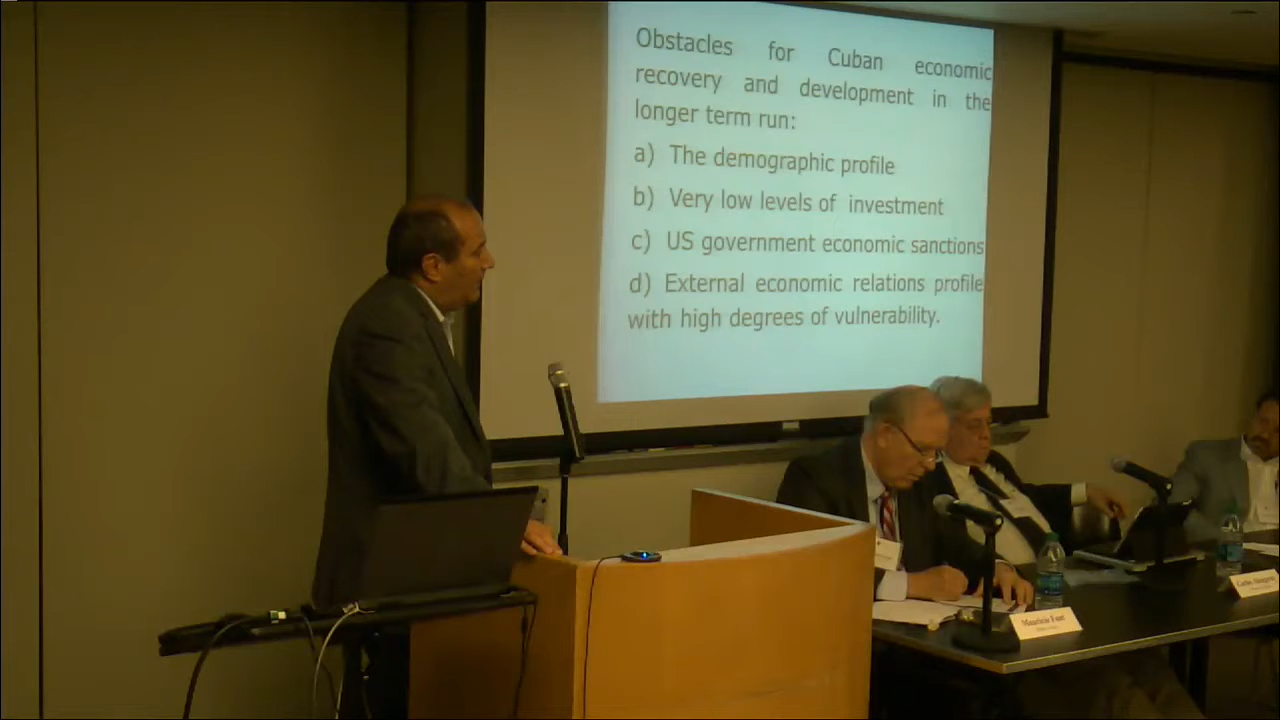 Obstacles for Cuban economic
recovery and development in the
longer term run:
a) The demographic profile
b) Very low levels of investment
c) US government economic sanctions
d) External economic relations profile
with high degrees of vulnerability.
Mauricio Font
Carlos